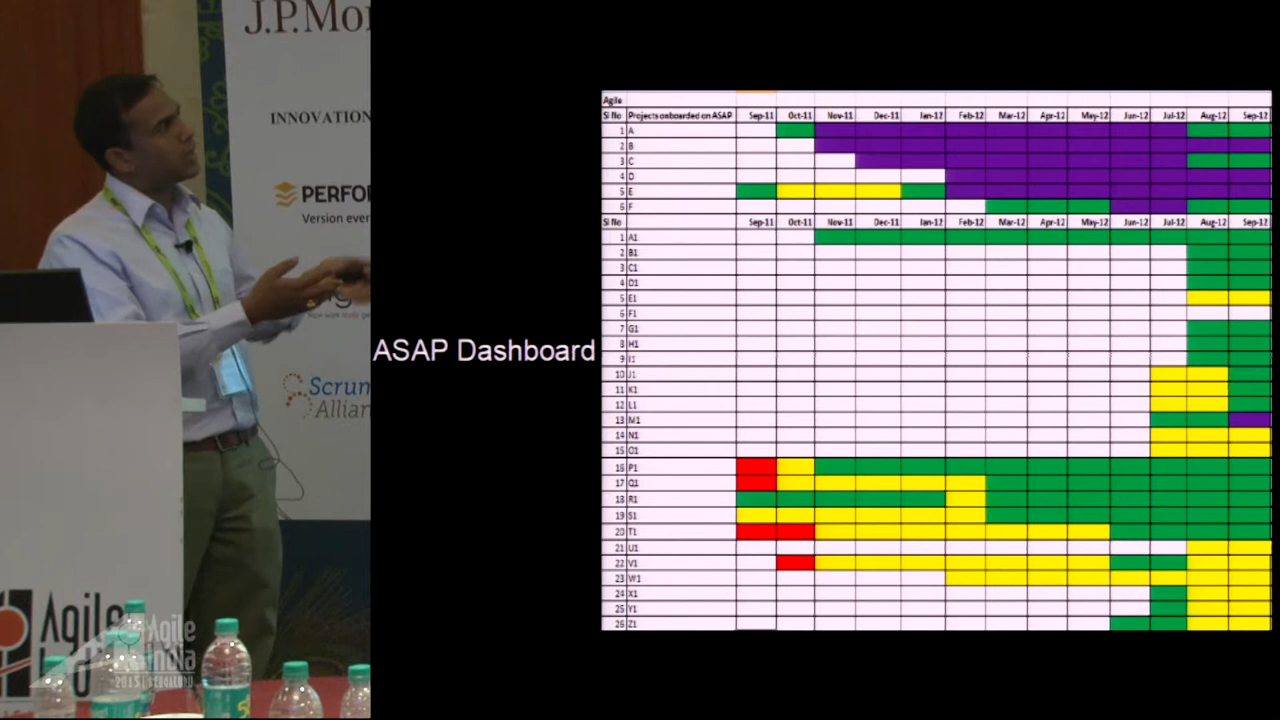 J.P.Mo
INNOVATION
PERFO
Version ever
Scrum
Allian
Agile
Agile
India
2015 | BENGALURU
ASAP Dashboard
Agile
Sl No Projects onboarded on ASAP Sep-11 Oct-11 Nov-11 Dec-11 Jan-12 Feb-12 Mar-12 Apr-12 May-12 Jun-12 Jul-12 Aug-12 Sep-12
1 A
2 B
3 C
4 D
5 E
6 F
Sl No Sep-11 Oct-11 Nov-11 Dec-11 Jan-12 Feb-12 Mar-12 Apr-12 May-12 Jun-12 Jul-12 Aug-12 Sep-12
1 A1
2 B1
3 C1
4 D1
5 E1
6 F1
7 G1
8 H1
9 I1
10 J1
11 K1
12 L1
13 M1
14 N1
15 O1
16 P1
17 Q1
18 R1
19 S1
20 T1
21 U1
22 V1
23 W1
24 X1
25 Y1
26 Z1